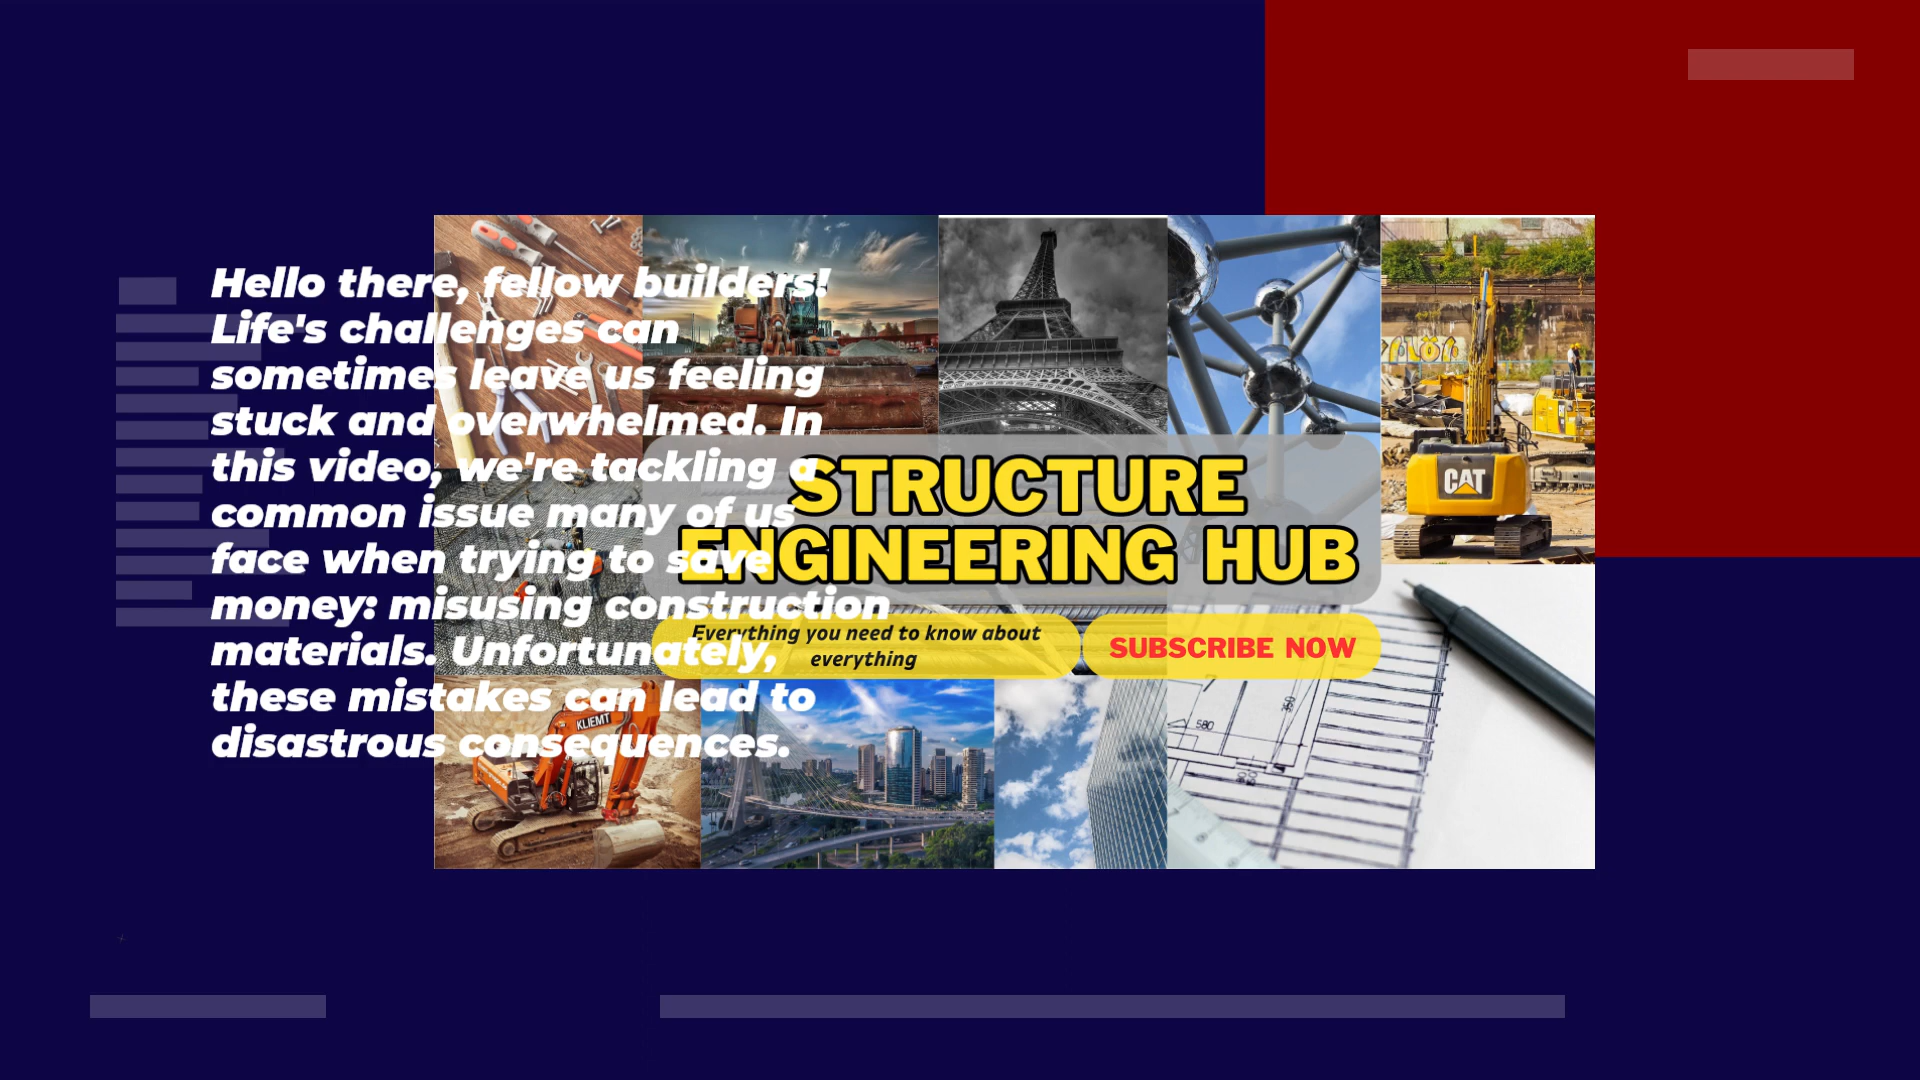 Hello there, fellow builders!
Life's challenges can
sometimes leave us feeling
stuck and overwhelmed. In
this video, we're tackling a
common issue many of us
face when trying to save
money: misusing construction
materials. Unfortunately,
these mistakes can lead to
disastrous consequences.
STRUCTURE
ENGINEERING HUB
Everything you need to know about
everything
SUBSCRIBE NOW
CAT
KLIEMT
580